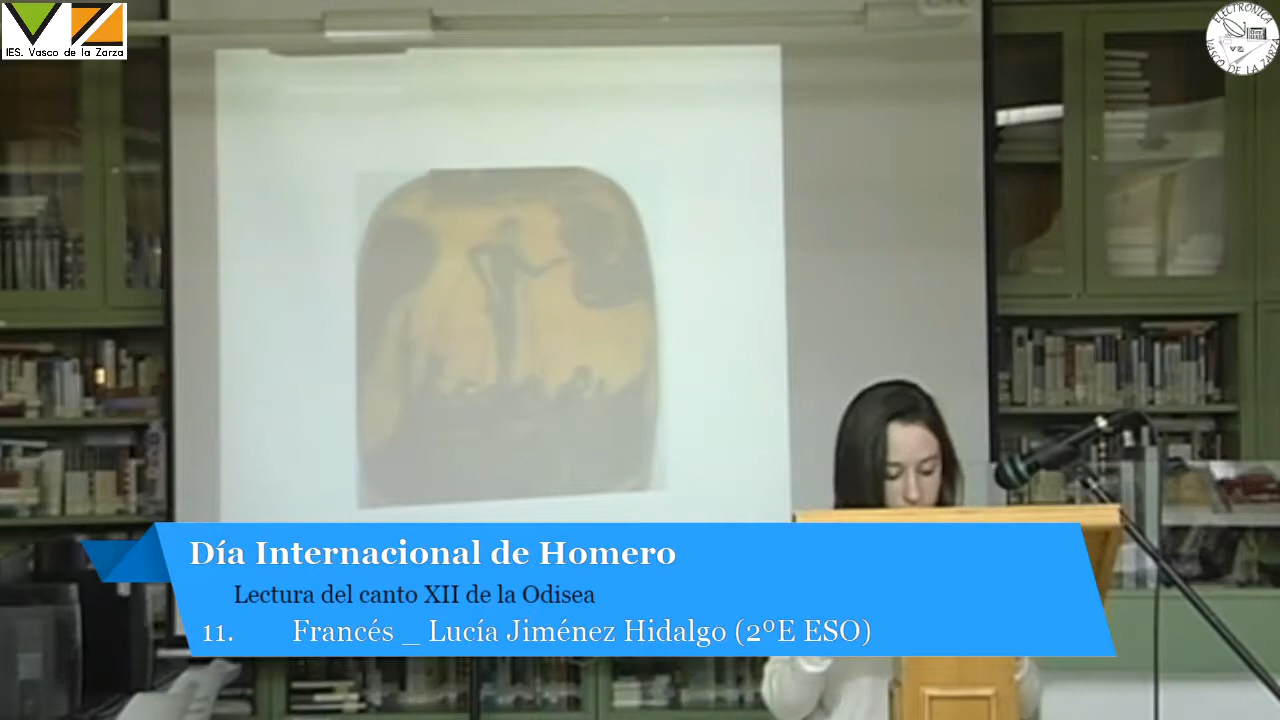 IES. Vasco de la Zarza
ELECTRÓNICA
VASCO DE LA ZARZA
Día Internacional de Homero
Lectura del canto XII de la Odisea
11. Francés _ Lucía Jiménez Hidalgo (2ºE ESO)